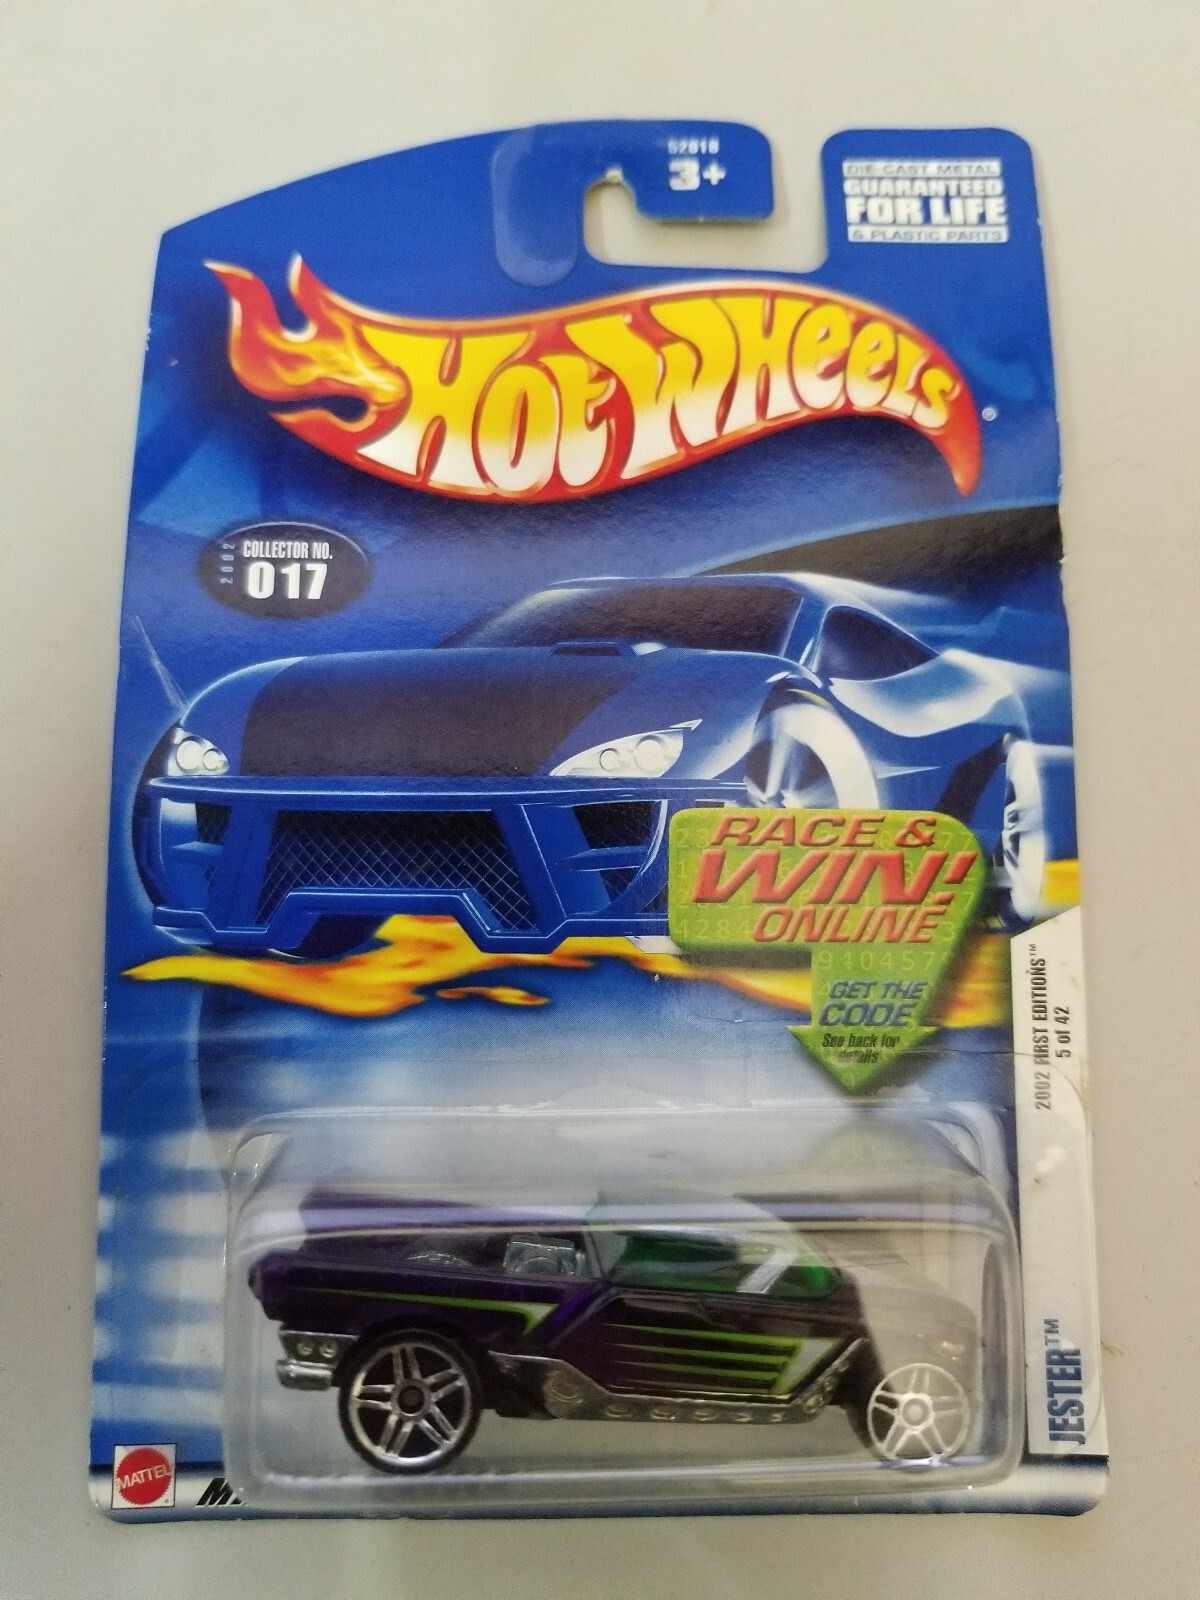 52818
3+
DIE-CAST METAL
GUARANTEED
FOR LIFE
& PLASTIC PARTS
HOT WHEELS®
2002
COLLECTOR NO.
017
RACE &
WIN!
ONLINE
GET THE
CODE
See back for
details
2002 FIRST EDITIONS™
5 of 42
JESTER™
MATTEL